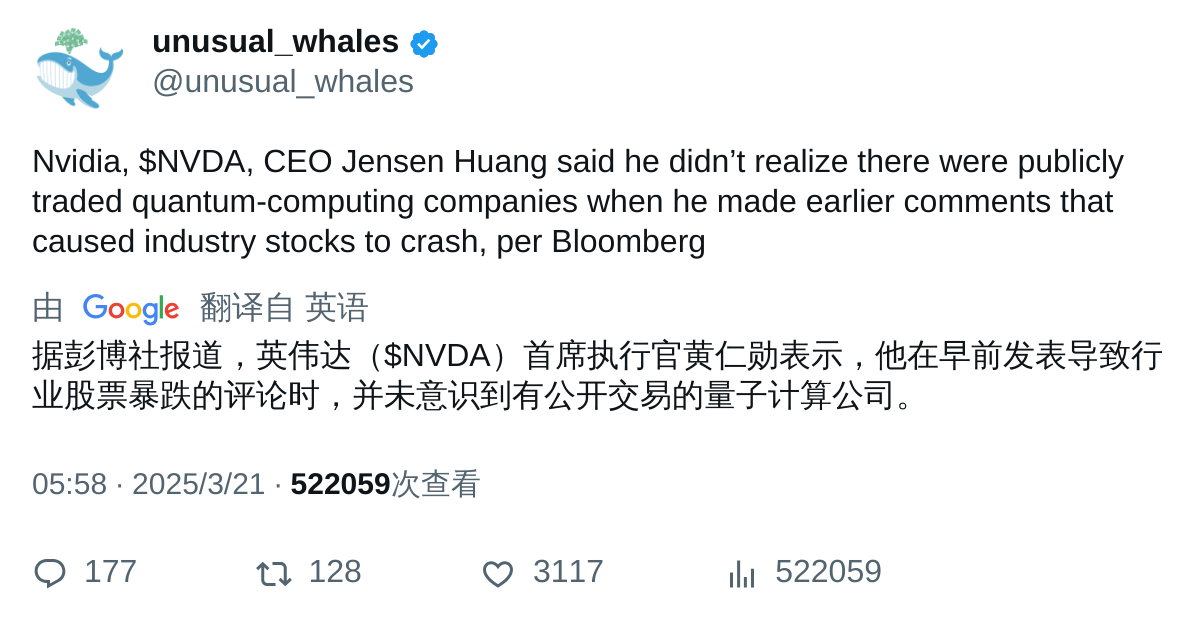 unusual_whales
@unusual_whales
Nvidia, $NVDA, CEO Jensen Huang said he didn’t realize there were publicly
traded quantum-computing companies when he made earlier comments that
caused industry stocks to crash, per Bloomberg
由 Google 翻译自 英语
据彭博社报道，英伟达（$NVDA）首席执行官黄仁勋表示，他在早前发表导致行
业股票暴跌的评论时，并未意识到有公开交易的量子计算公司。
05:58 · 2025/3/21 · 522059次查看
177 128 3117 522059